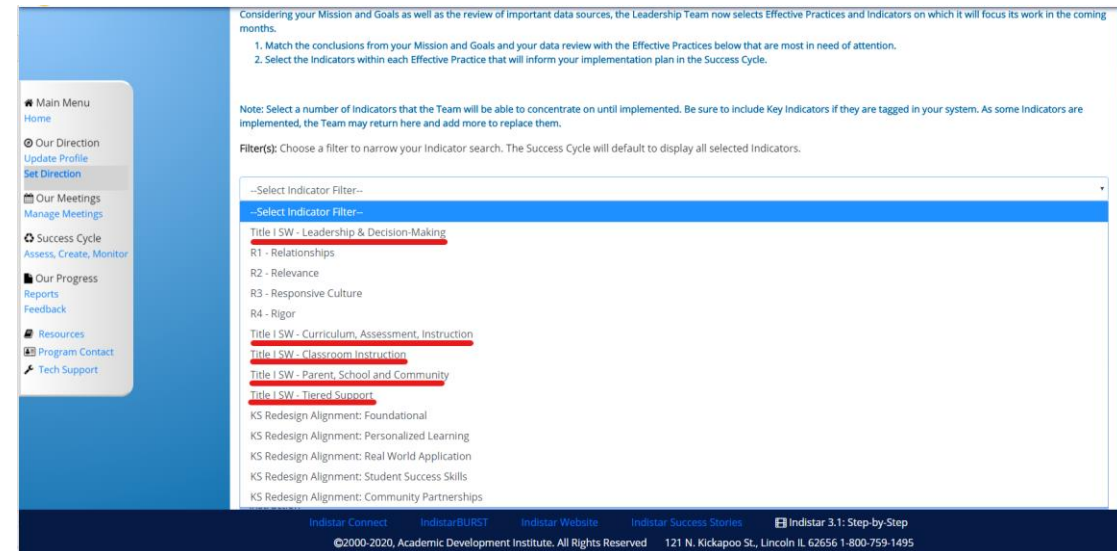 Considering your Mission and Goals as well as the review of important data sources, the Leadership Team now selects Effective Practices and Indicators on which it will focus its work in the coming
months.
1. Match the conclusions from your Mission and Goals and your data review with the Effective Practices below that are most in need of attention.
2. Select the Indicators within each Effective Practice that will inform your implementation plan in the Success Cycle.
Note: Select a number of Indicators that the Team will be able to concentrate on until implemented. Be sure to include Key Indicators if they are tagged in your system. As some Indicators are
implemented, the Team may return here and add more to replace them.
Filter(s): Choose a filter to narrow your Indicator search. The Success Cycle will default to display all selected Indicators.
Main Menu
Home
Our Direction
Update Profile
Set Direction
Our Meetings
Manage Meetings
Success Cycle
Assess, Create, Monitor
Our Progress
Reports
Feedback
Resources
Program Contact
Tech Support
--Select Indicator Filter--
--Select Indicator Filter--
Title I SW - Leadership & Decision-Making
R1 - Relationships
R2 - Relevance
R3 - Responsive Culture
R4 - Rigor
Title I SW - Curriculum, Assessment, Instruction
Title I SW - Classroom Instruction
Title I SW - Parent, School and Community
Title I SW - Tiered Support
KS Redesign Alignment: Foundational
KS Redesign Alignment: Personalized Learning
KS Redesign Alignment: Real World Application
KS Redesign Alignment: Student Success Skills
KS Redesign Alignment: Community Partnerships
Indistar Connect IndistarBURST Indistar Website Indistar Success Stories Indistar 3.1: Step-by-Step
©2000-2020, Academic Development Institute. All Rights Reserved 121 N. Kickapoo St., Lincoln IL 62656 1-800-759-1495